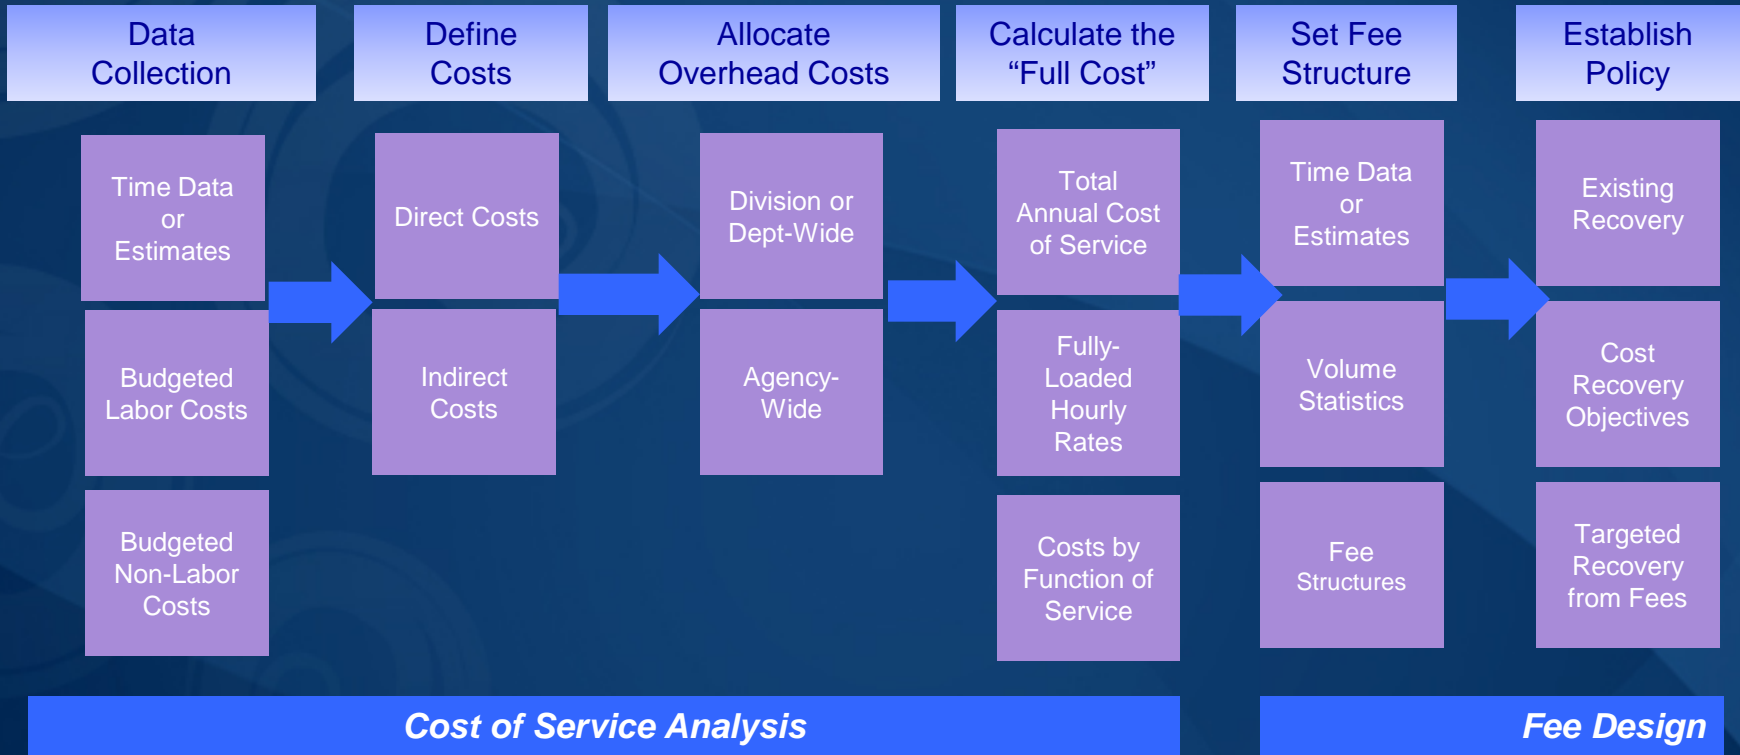 Data
Collection
Define
Costs
Allocate
Overhead Costs
Calculate the
“Full Cost”
Set Fee
Structure
Establish
Policy
Time Data
or
Estimates
Budgeted
Labor Costs
Budgeted
Non-Labor
Costs
Direct Costs
Indirect
Costs
Division or
Dept-Wide
Agency-
Wide
Total
Annual Cost
of Service
Fully-
Loaded
Hourly
Rates
Costs by
Function of
Service
Time Data
or
Estimates
Volume
Statistics
Fee
Structures
Existing
Recovery
Cost
Recovery
Objectives
Targeted
Recovery
from Fees
Cost of Service Analysis
Fee Design